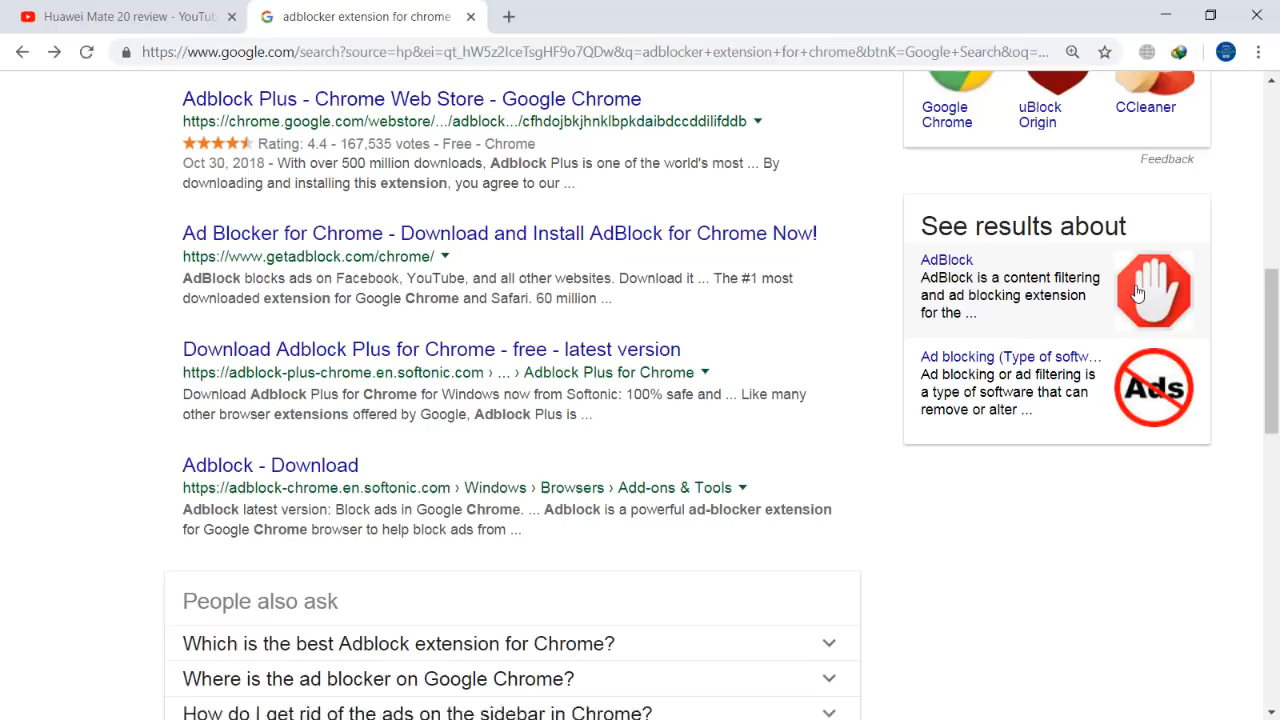 Huawei Mate 20 review - YouTu
adblocker extension for chrome
https://www.google.com/search?source=hp&ei=qt_hW5z2IceTsgHF9o7QDw&q=adblocker+extension+for+chrome&btnK=Google+Search&oq=...
Adblock Plus - Chrome Web Store - Google Chrome
https://chrome.google.com/webstore/.../adblock.../cfhdojbkjhnklbpkdaibdccddilifddb
Rating: 4.4 - 167,535 votes - Free - Chrome
Oct 30, 2018 - With over 500 million downloads, Adblock Plus is one of the world's most ... By
downloading and installing this extension, you agree to our ...
Ad Blocker for Chrome - Download and Install AdBlock for Chrome Now!
https://www.getadblock.com/chrome/
AdBlock blocks ads on Facebook, YouTube, and all other websites. Download it ... The #1 most
downloaded extension for Google Chrome and Safari. 60 million ...
Download Adblock Plus for Chrome - free - latest version
https://adblock-plus-chrome.en.softonic.com › ... › Adblock Plus for Chrome
Download Adblock Plus for Chrome for Windows now from Softonic: 100% safe and ... Like many
other browser extensions offered by Google, Adblock Plus is ...
Adblock - Download
https://adblock-chrome.en.softonic.com › Windows › Browsers › Add-ons & Tools
Adblock latest version: Block ads in Google Chrome. ... Adblock is a powerful ad-blocker extension
for Google Chrome browser to help block ads from ...
People also ask
Which is the best Adblock extension for Chrome?
Where is the ad blocker on Google Chrome?
How do I get rid of the ads on the sidebar in Chrome?
Google
Chrome
uBlock
Origin
CCleaner
Feedback
See results about
AdBlock
AdBlock is a content filtering
and ad blocking extension
for the ...
Ad blocking (Type of softw...
Ad blocking or ad filtering is
a type of software that can
remove or alter ...
Ads